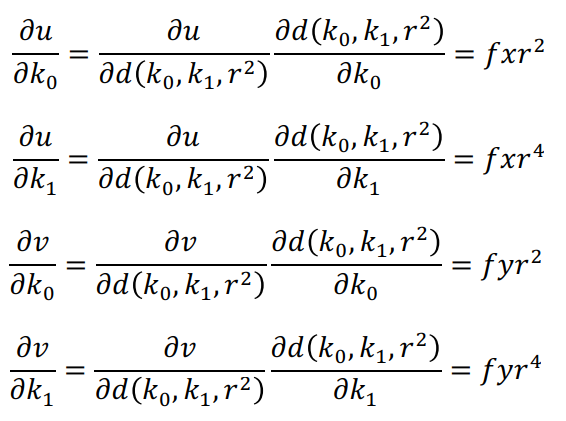 ∂u/∂k₀ = ∂u/∂d(k₀,k₁,r²) ∂d(k₀,k₁,r²)/∂k₀ = fxr²
∂u/∂k₁ = ∂u/∂d(k₀,k₁,r²) ∂d(k₀,k₁,r²)/∂k₁ = fxr⁴
∂v/∂k₀ = ∂v/∂d(k₀,k₁,r²) ∂d(k₀,k₁,r²)/∂k₀ = fyr²
∂v/∂k₁ = ∂v/∂d(k₀,k₁,r²) ∂d(k₀,k₁,r²)/∂k₁ = fyr⁴